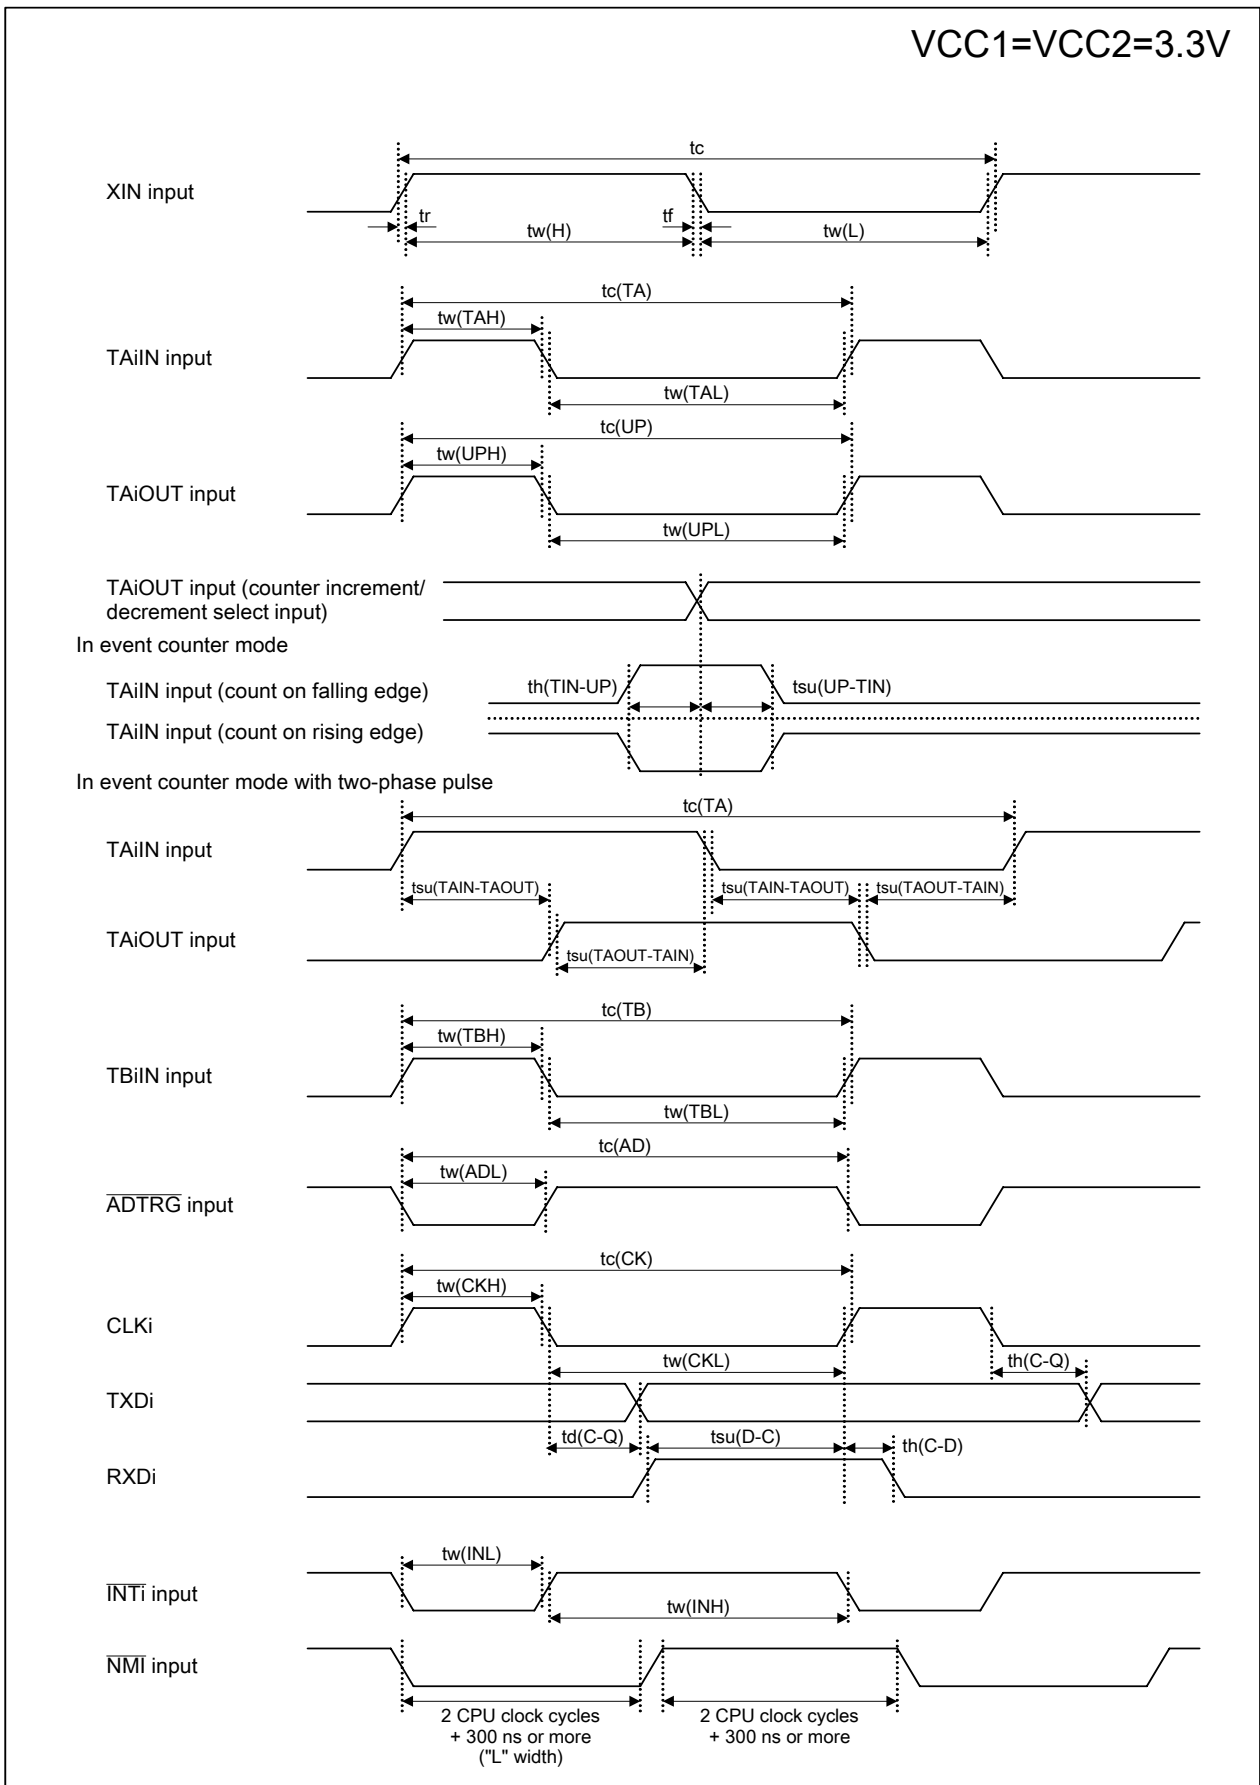 VCC1=VCC2=3.3V
tc
XIN input
tr
tf
tw(H)
tw(L)
tc(TA)
tw(TAH)
TAiIN input
tw(TAL)
tc(UP)
tw(UPH)
TAiOUT input
tw(UPL)
TAiOUT input (counter increment/
decrement select input)
In event counter mode
TAiIN input (count on falling edge)
th(TIN-UP)
tsu(UP-TIN)
TAiIN input (count on rising edge)
In event counter mode with two-phase pulse
tc(TA)
TAiIN input
tsu(TAIN-TAOUT)
tsu(TAIN-TAOUT)
tsu(TAOUT-TAIN)
TAiOUT input
tsu(TAOUT-TAIN)
tc(TB)
tw(TBH)
TBiIN input
tw(TBL)
tc(AD)
tw(ADL)
ADTRG input
tc(CK)
tw(CKH)
CLKi
tw(CKL)
th(C-Q)
TXDi
td(C-Q)
tsu(D-C)
th(C-D)
RXDi
tw(INL)
INTi input
tw(INH)
NMI input
2 CPU clock cycles
+ 300 ns or more
("L" width)
2 CPU clock cycles
+ 300 ns or more